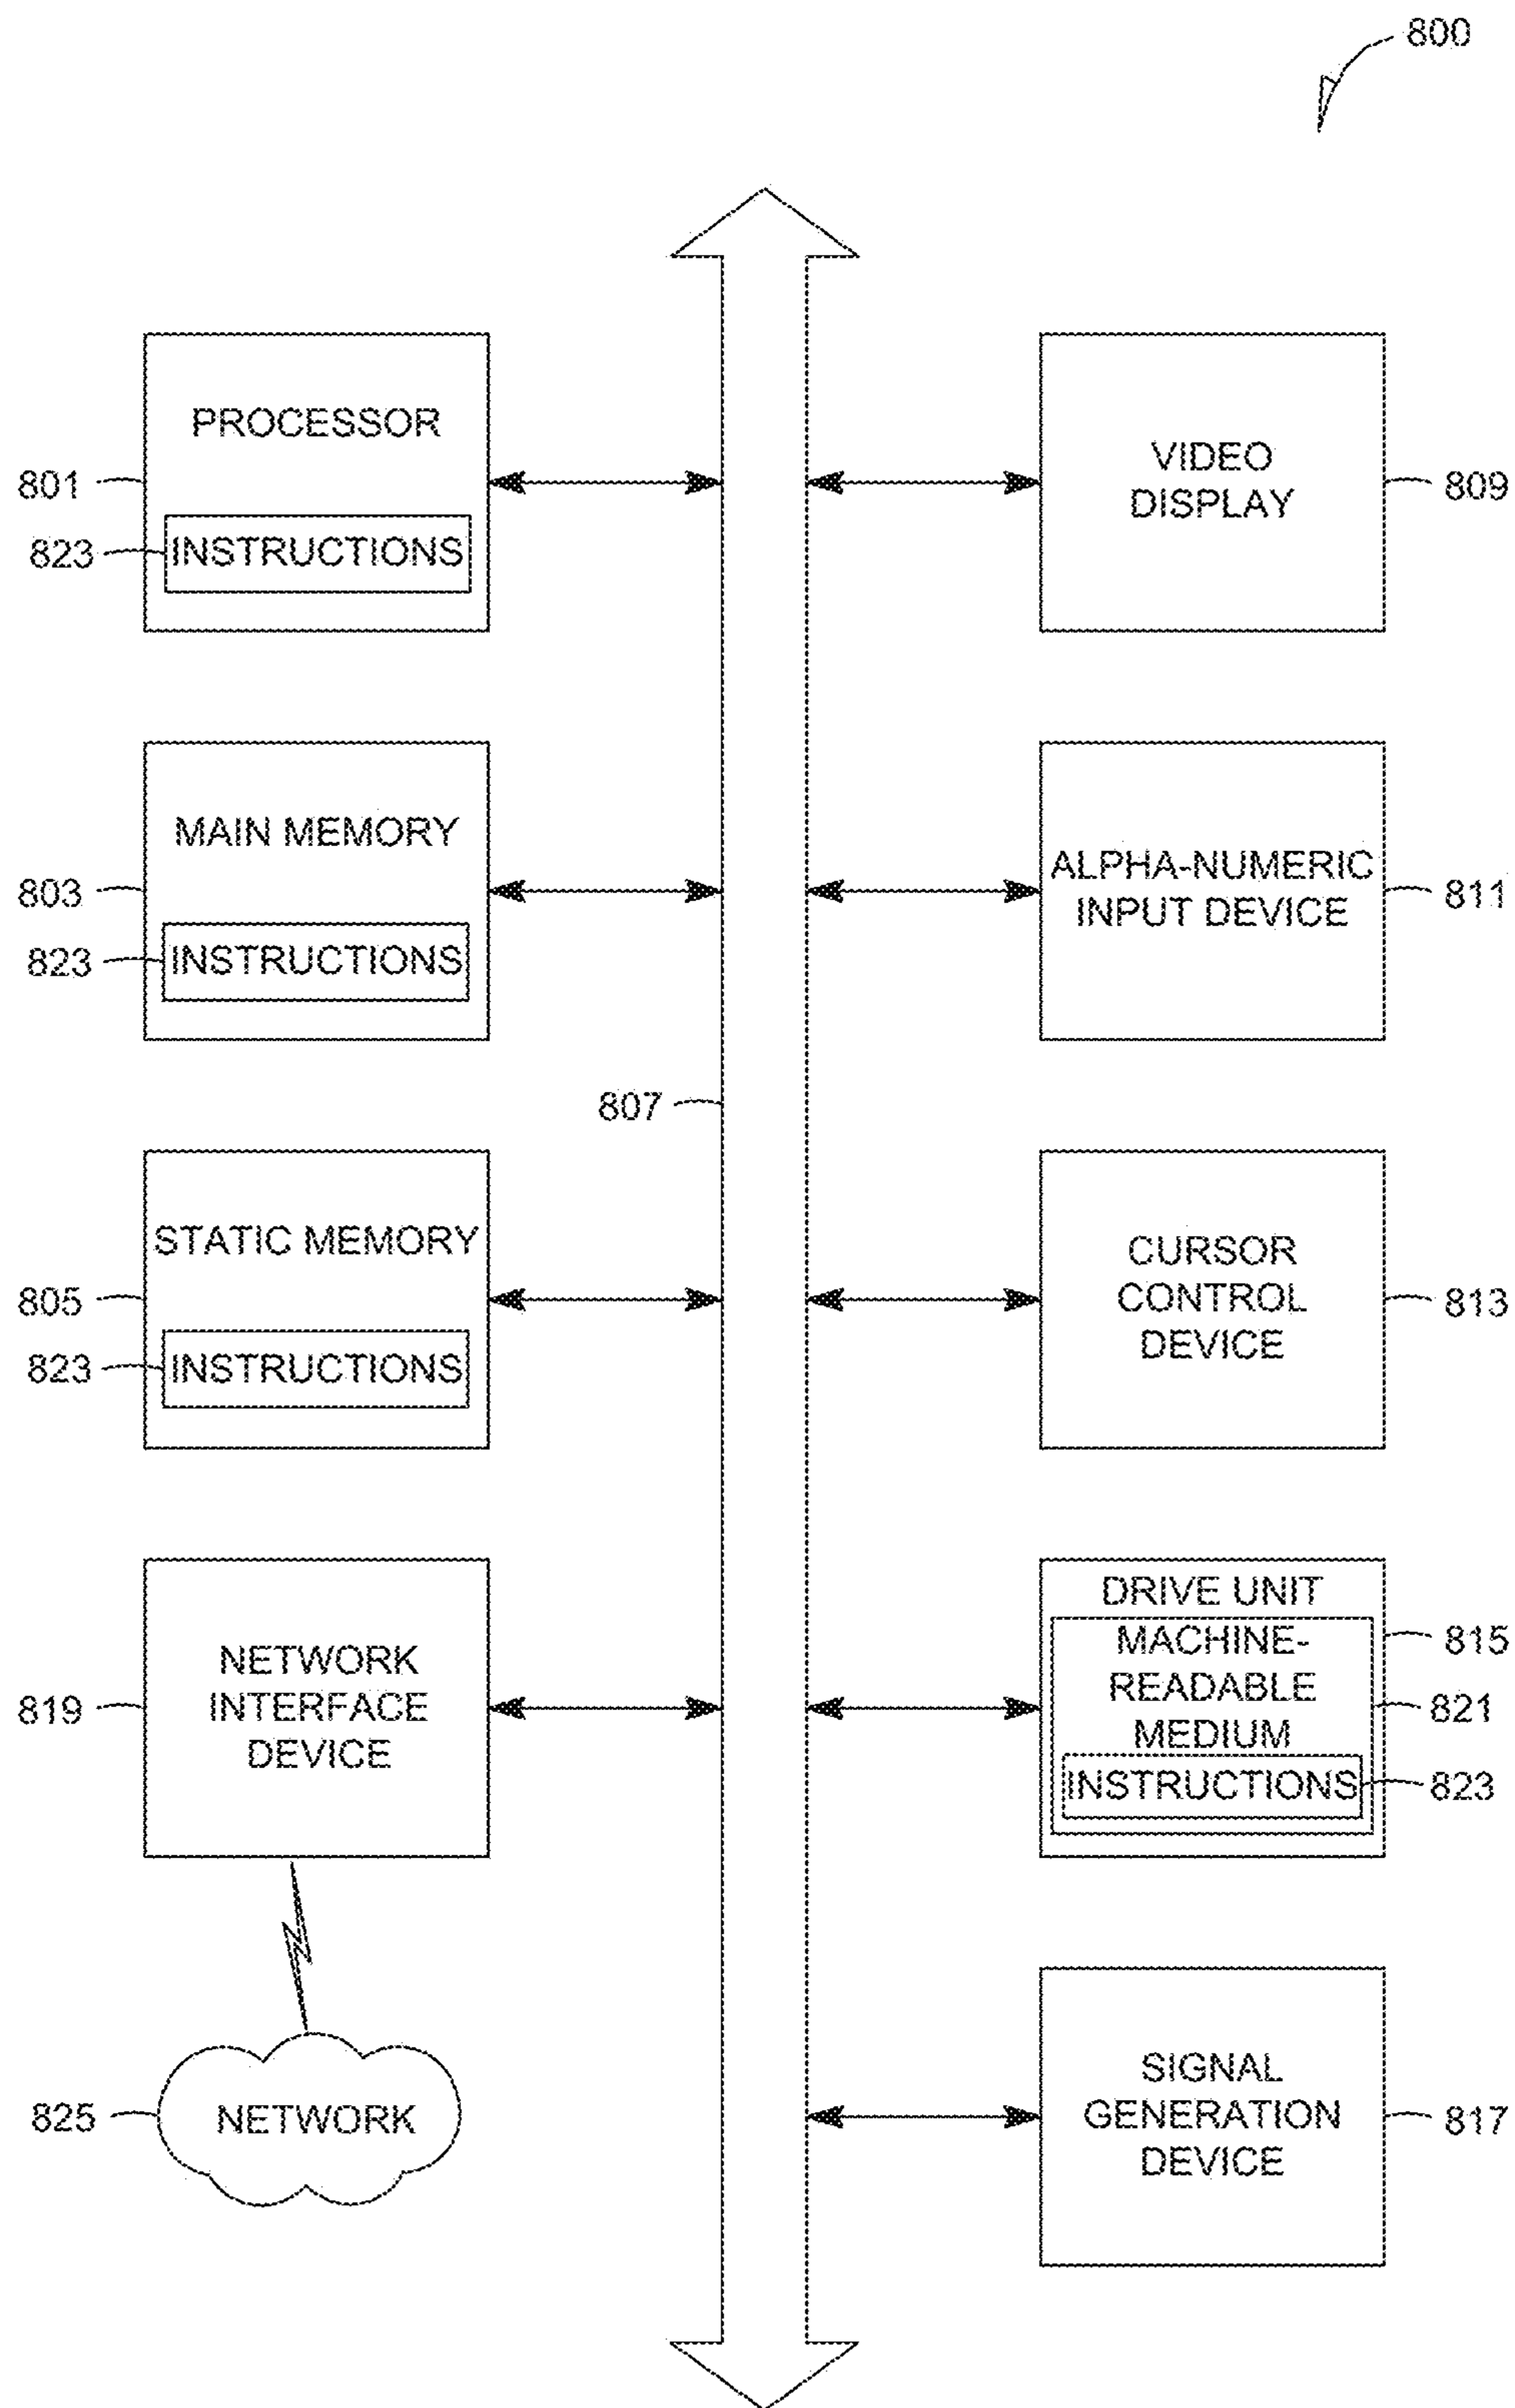 800
PROCESSOR
801
823
INSTRUCTIONS
VIDEO
DISPLAY
809
MAIN MEMORY
803
823
INSTRUCTIONS
ALPHA-NUMERIC
INPUT DEVICE
811
807
STATIC MEMORY
805
823
INSTRUCTIONS
CURSOR
CONTROL
DEVICE
813
NETWORK
INTERFACE
DEVICE
819
DRIVE UNIT
MACHINE-
READABLE
MEDIUM
INSTRUCTIONS
815
821
823
NETWORK
825
SIGNAL
GENERATION
DEVICE
817